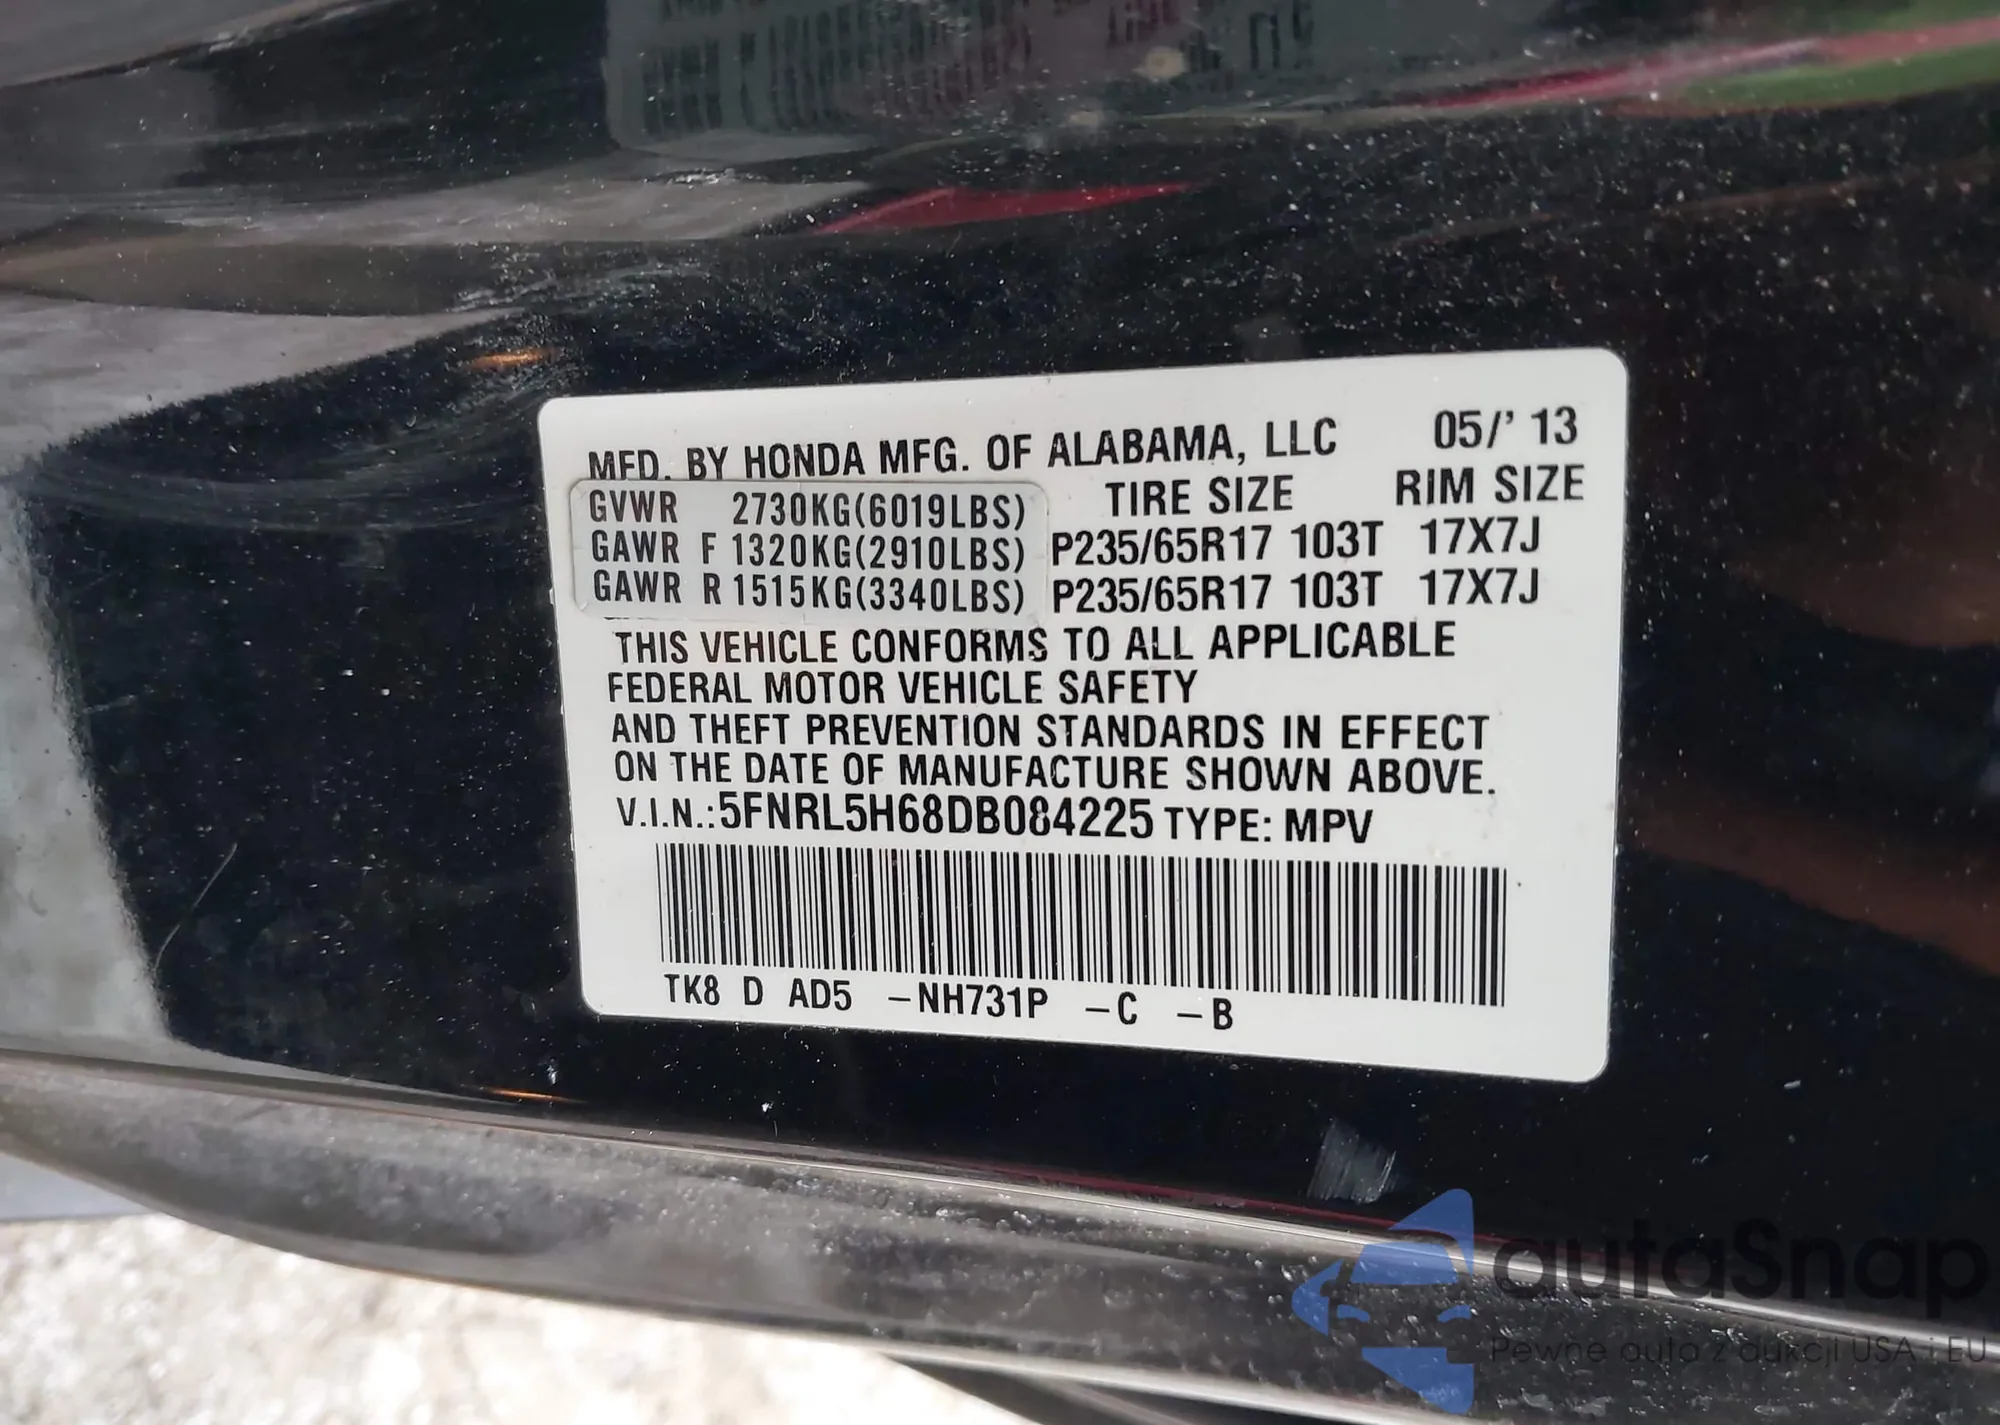 MFD. BY HONDA MFG. OF ALABAMA, LLC 05/' 13
TIRE SIZE RIM SIZE
GVWR 2730KG(6019LBS)
GAWR F 1320KG(2910LBS) P235/65R17 103T 17X7J
GAWR R 1515KG(3340LBS) P235/65R17 103T 17X7J
THIS VEHICLE CONFORMS TO ALL APPLICABLE
FEDERAL MOTOR VEHICLE SAFETY
AND THEFT PREVENTION STANDARDS IN EFFECT
ON THE DATE OF MANUFACTURE SHOWN ABOVE.
V.I.N.:5FNRL5H68DB084225 TYPE: MPV
TK8 D AD5 –NH731P –C –B
autaSnap
Pewne auta z aukcji USA i EU